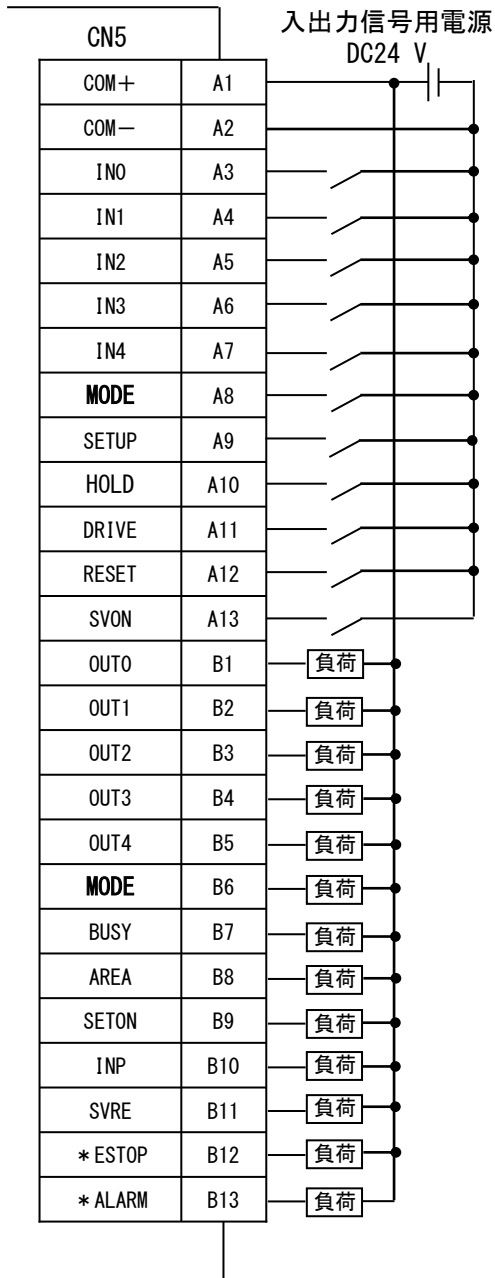 入出力信号用電源
DC24 V
CN5
COM＋ A1
COM－ A2
IN0 A3
IN1 A4
IN2 A5
IN3 A6
IN4 A7
MODE A8
SETUP A9
HOLD A10
DRIVE A11
RESET A12
SVON A13
OUT0 B1 負荷
OUT1 B2 負荷
OUT2 B3 負荷
OUT3 B4 負荷
OUT4 B5 負荷
MODE B6 負荷
BUSY B7 負荷
AREA B8 負荷
SETON B9 負荷
INP B10 負荷
SVRE B11 負荷
＊ESTOP B12 負荷
＊ALARM B13 負荷